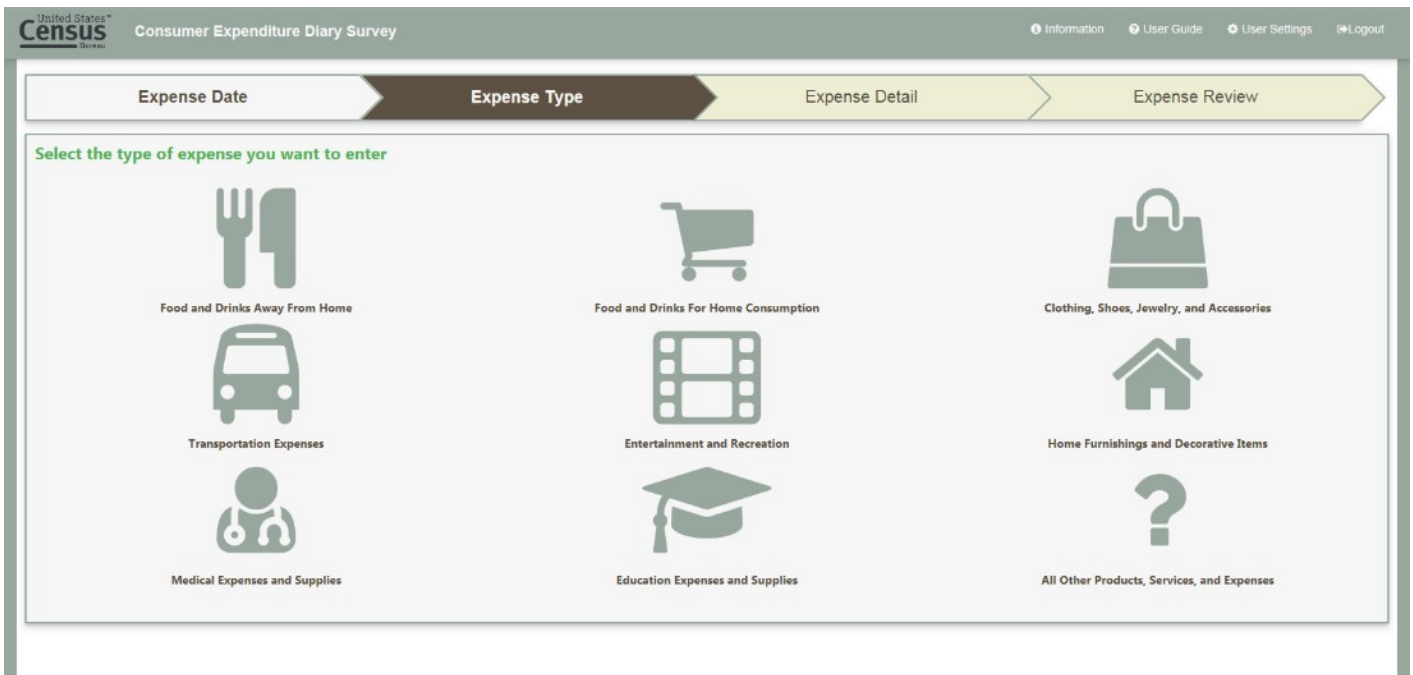 United States™
Census
Bureau
Consumer Expenditure Diary Survey
Information
User Guide
User Settings
Logout
Expense Date
Expense Type
Expense Detail
Expense Review
Select the type of expense you want to enter
Food and Drinks Away From Home
Food and Drinks For Home Consumption
Clothing, Shoes, Jewelry, and Accessories
Transportation Expenses
Entertainment and Recreation
Home Furnishings and Decorative Items
Medical Expenses and Supplies
Education Expenses and Supplies
All Other Products, Services, and Expenses